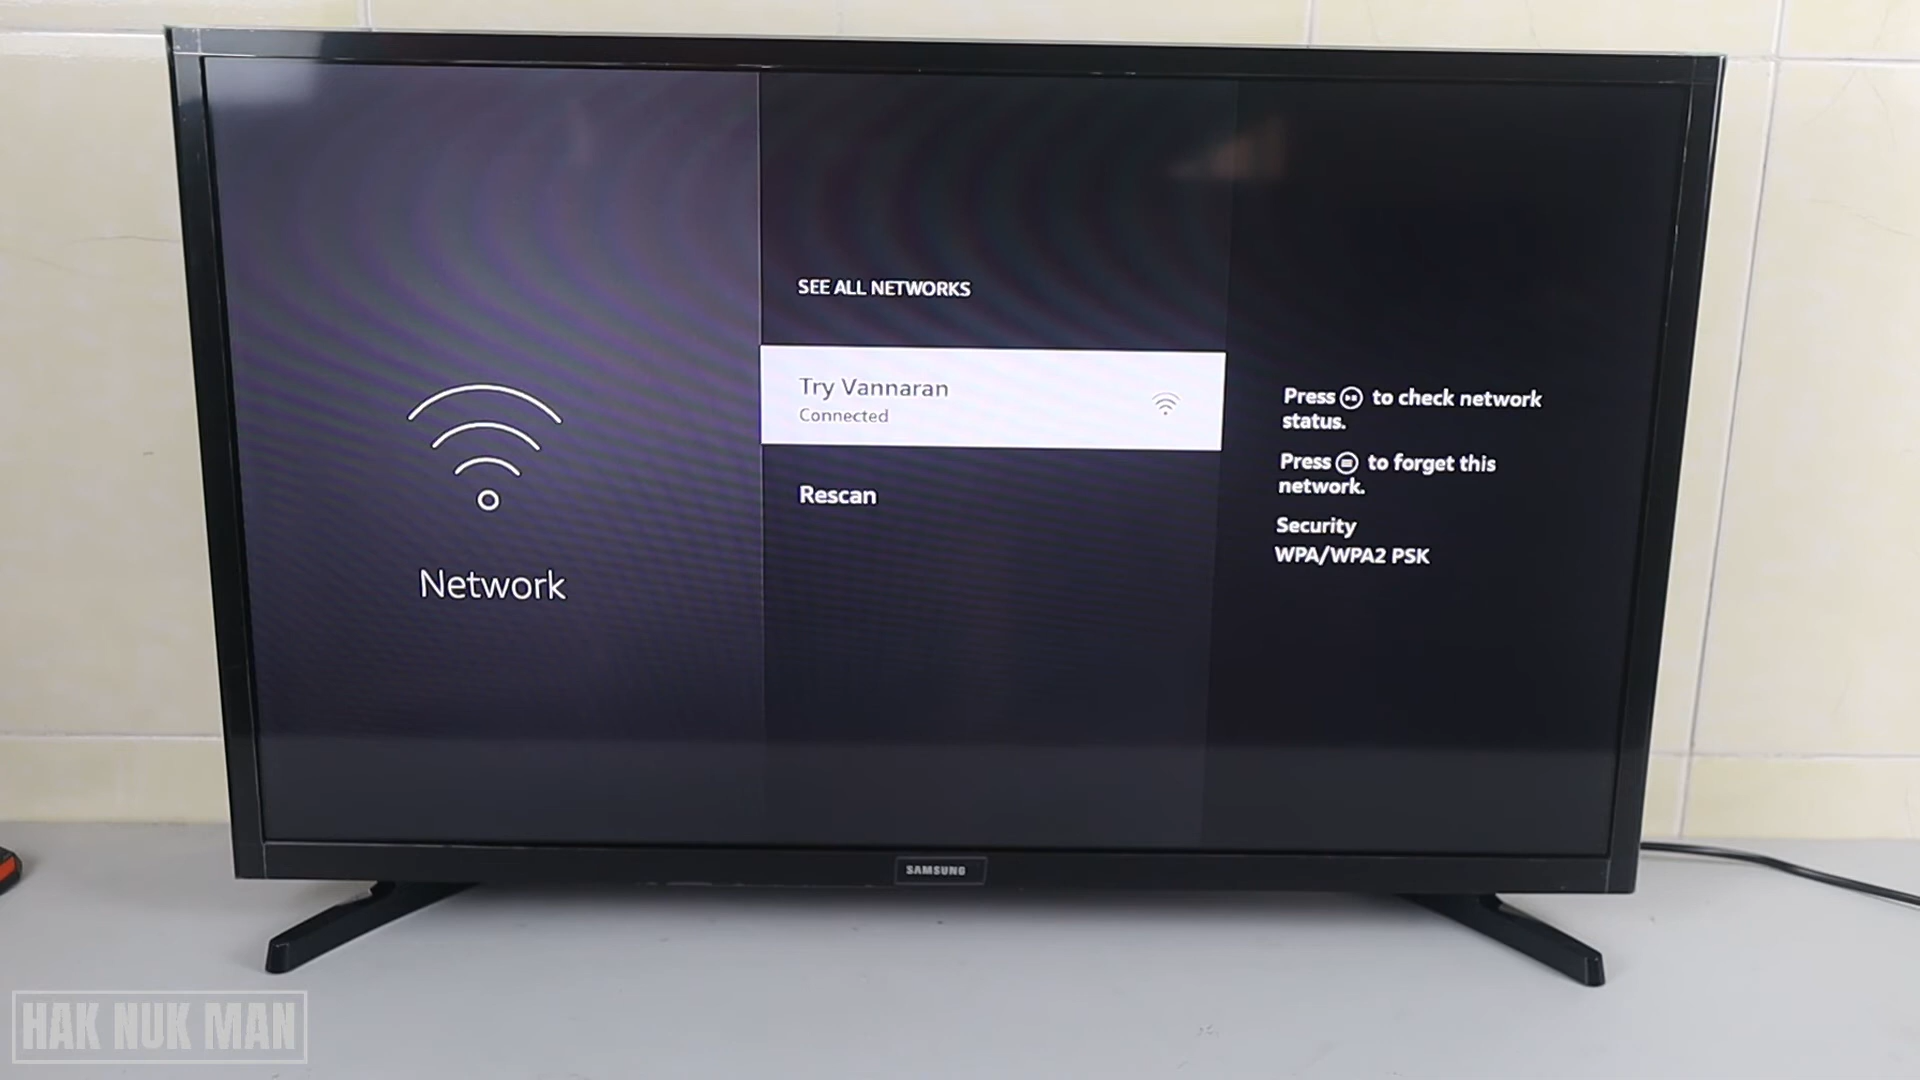 SEE ALL NETWORKS
Try Vannaran
Connected
Rescan
Network
Press to check network
status.
Press to forget this
network.
Security
WPA/WPA2 PSK
SAMSUNG
HAK NUK MAN